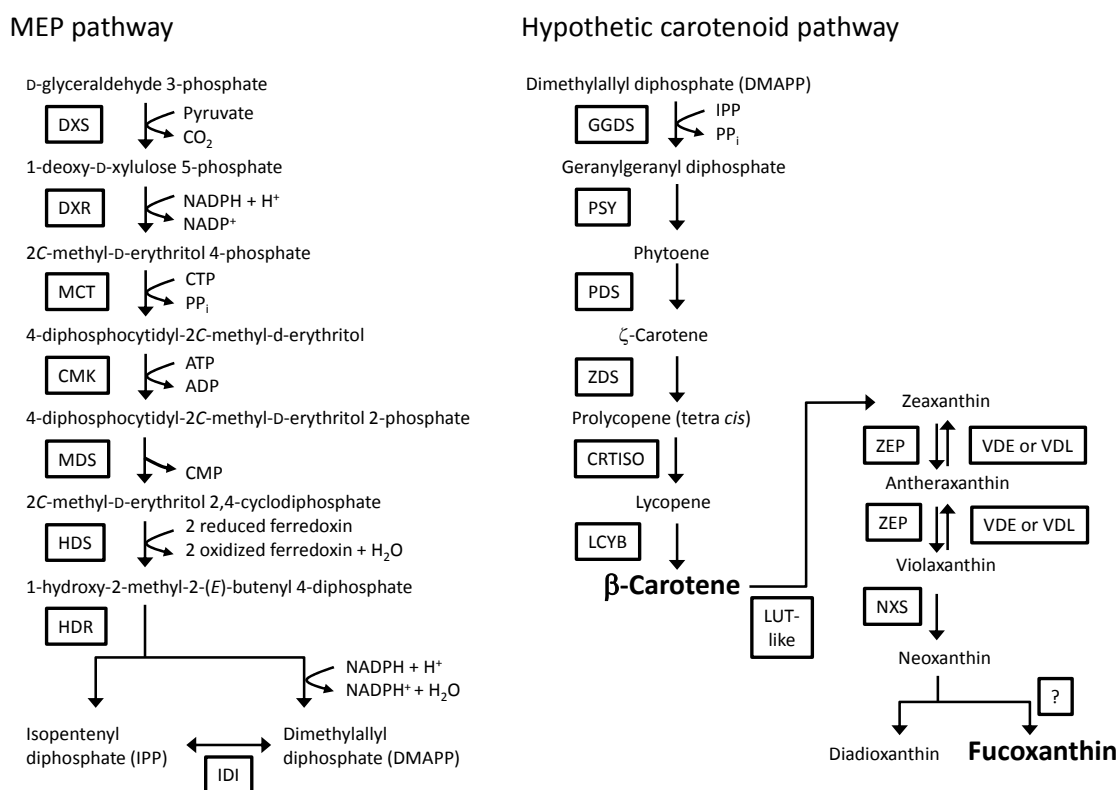 MEP pathway
D-glyceraldehyde 3-phosphate
DXS
Pyruvate
CO₂
1-deoxy-D-xylulose 5-phosphate
DXR
NADPH + H⁺
NADP⁺
2C-methyl-D-erythritol 4-phosphate
MCT
CTP
PPᵢ
4-diphosphocytidyl-2C-methyl-d-erythritol
CMK
ATP
ADP
4-diphosphocytidyl-2C-methyl-D-erythritol 2-phosphate
MDS
CMP
2C-methyl-D-erythritol 2,4-cyclodiphosphate
HDS
2 reduced ferredoxin
2 oxidized ferredoxin + H₂O
1-hydroxy-2-methyl-2-(E)-butenyl 4-diphosphate
HDR
NADPH + H⁺
NADPH⁺ + H₂O
Isopentenyl
diphosphate (IPP)
IDI
Dimethylallyl
diphosphate (DMAPP)
Hypothetic carotenoid pathway
Dimethylallyl diphosphate (DMAPP)
GGDS
IPP
PPᵢ
Geranylgeranyl diphosphate
PSY
Phytoene
PDS
ζ-Carotene
ZDS
Prolycopene (tetra cis)
CRTISO
Lycopene
LCYB
β-Carotene
LUT-
like
Zeaxanthin
ZEP
VDE or VDL
Antheraxanthin
ZEP
VDE or VDL
Violaxanthin
NXS
Neoxanthin
?
Diadioxanthin
Fucoxanthin